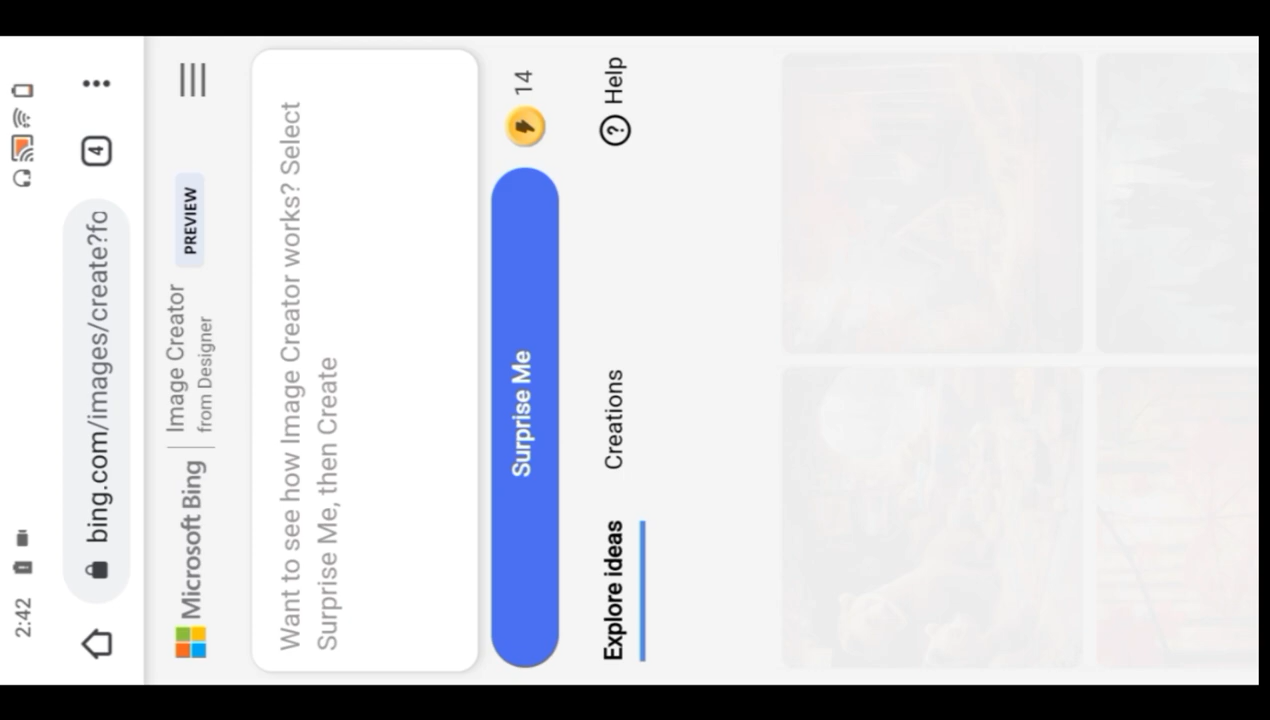 2:42
bing.com/images/create?fo
4
Microsoft Bing
Image Creator
from Designer
PREVIEW
Want to see how Image Creator works? Select
Surprise Me, then Create
Surprise Me
14
Explore ideas
Creations
? Help